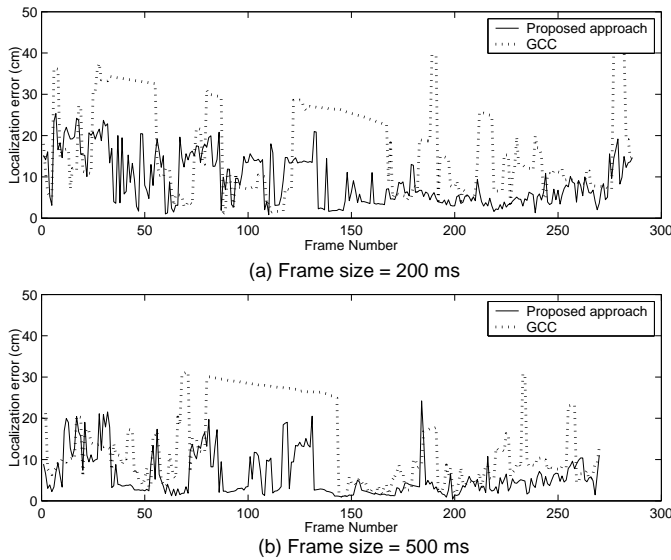 50
40
30
20
10
0
Localization error (cm)
Proposed approach
GCC
0 50 100 150 200 250 300
Frame Number
(a) Frame size = 200 ms
50
40
30
20
10
0
Localization error (cm)
Proposed approach
GCC
0 50 100 150 200 250 300
Frame Number
(b) Frame size = 500 ms